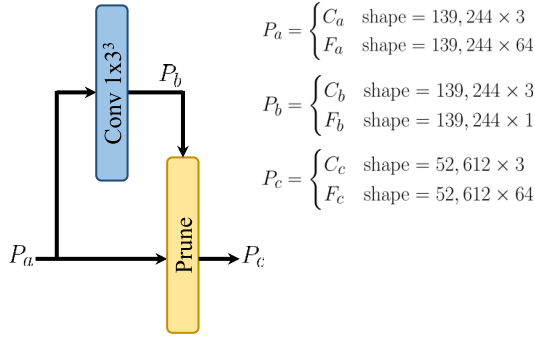 Conv 1x3³
P_b
P_a
Prune
P_c
P_a = { C_a shape = 139, 244 × 3
F_a shape = 139, 244 × 64
P_b = { C_b shape = 139, 244 × 3
F_b shape = 139, 244 × 1
P_c = { C_c shape = 52, 612 × 3
F_c shape = 52, 612 × 64